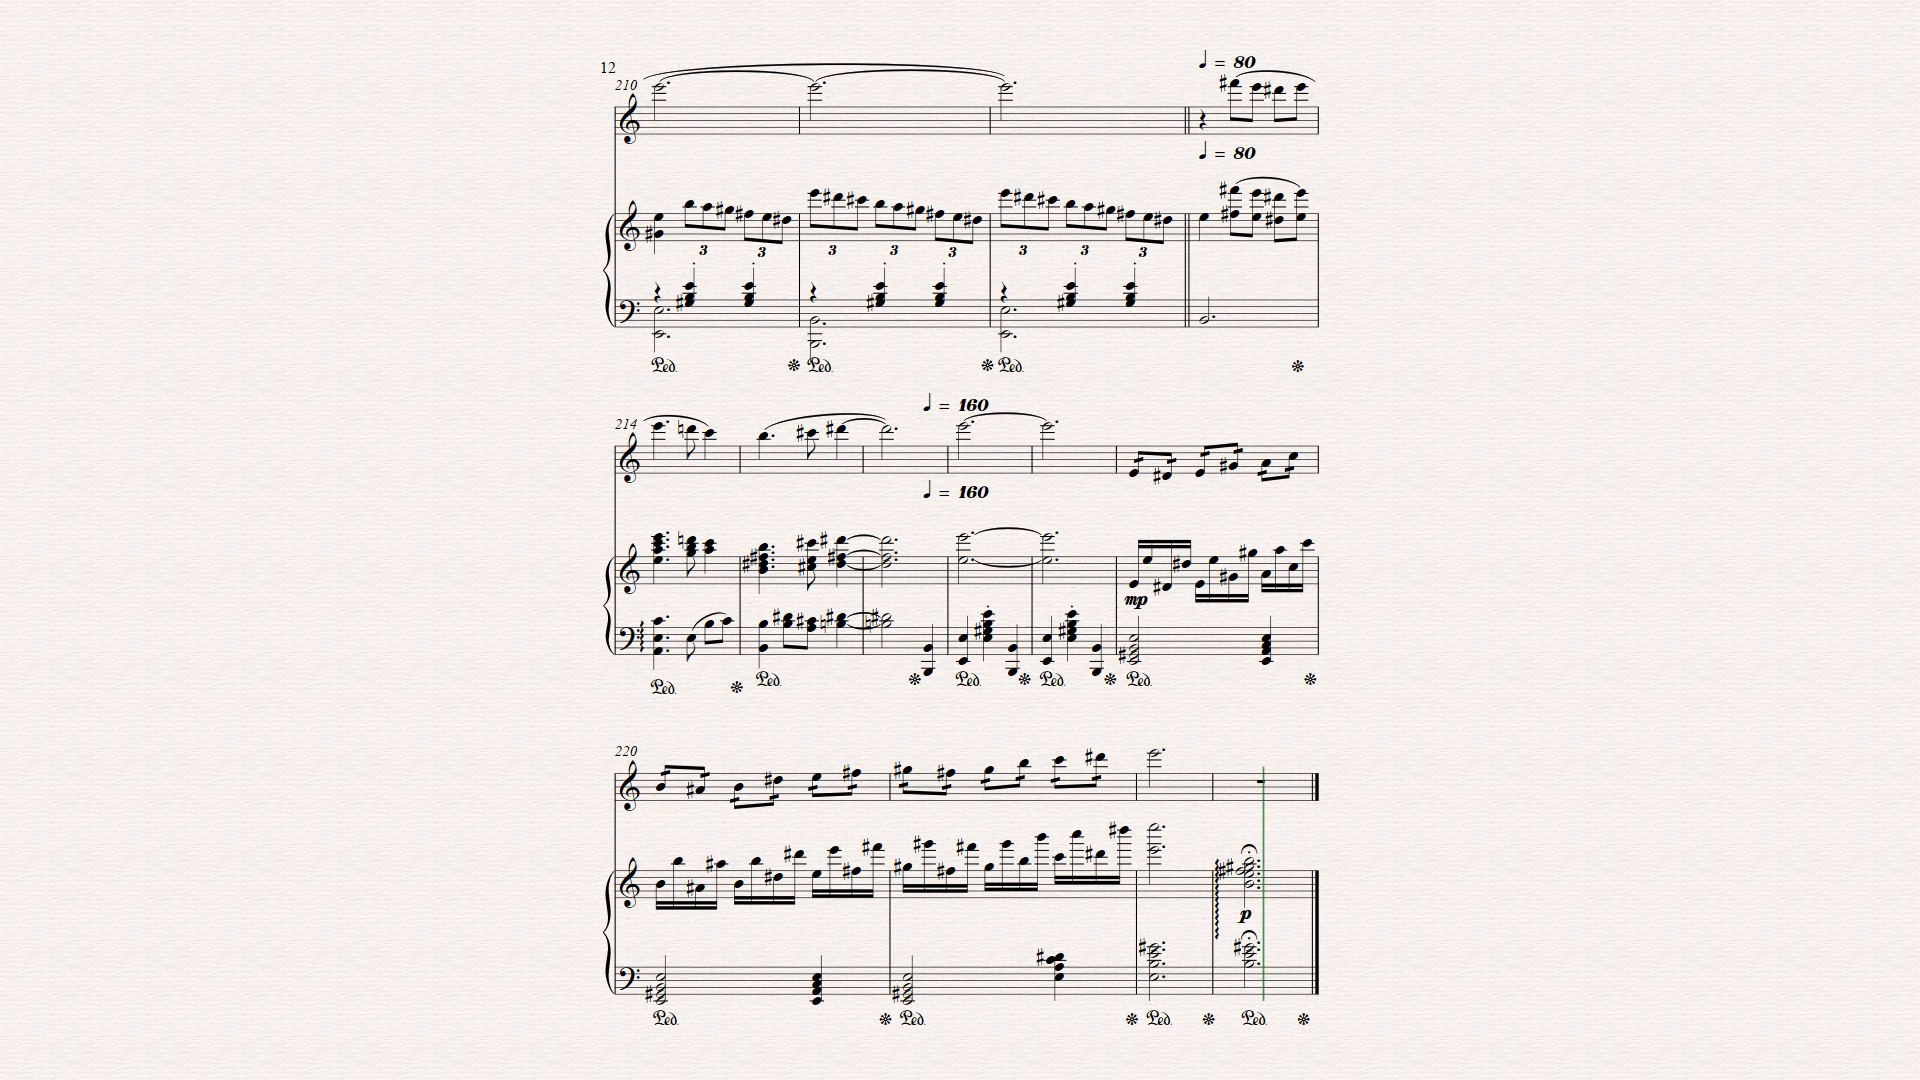 12
♩ = 80
210
♩ = 80
3 3 3 3 3 3 3 3
Ped. * Ped. * Ped. *
♩ = 160
214
♩ = 160
mp
Ped. * Ped. * Ped. * Ped. * Ped. *
220
p
Ped. * Ped. * Ped. * Ped. *